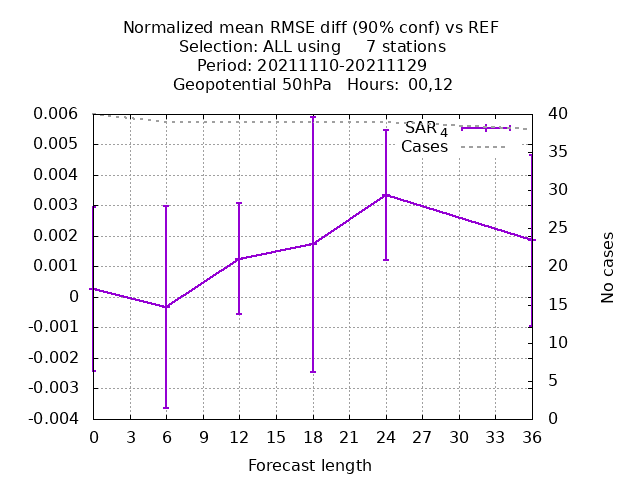 Normalized mean RMSE diff (90% conf) vs REF
Selection: ALL using     7 stations
Period: 20211110-20211129
Geopotential 50hPa   Hours:  00,12
SAR 4
Cases
0.006
0.005
0.004
0.003
0.002
0.001
0
-0.001
-0.002
-0.003
-0.004
40
35
30
25
20
15
10
5
0
No cases
0 3 6 9 12 15 18 21 24 27 30 33 36
Forecast length